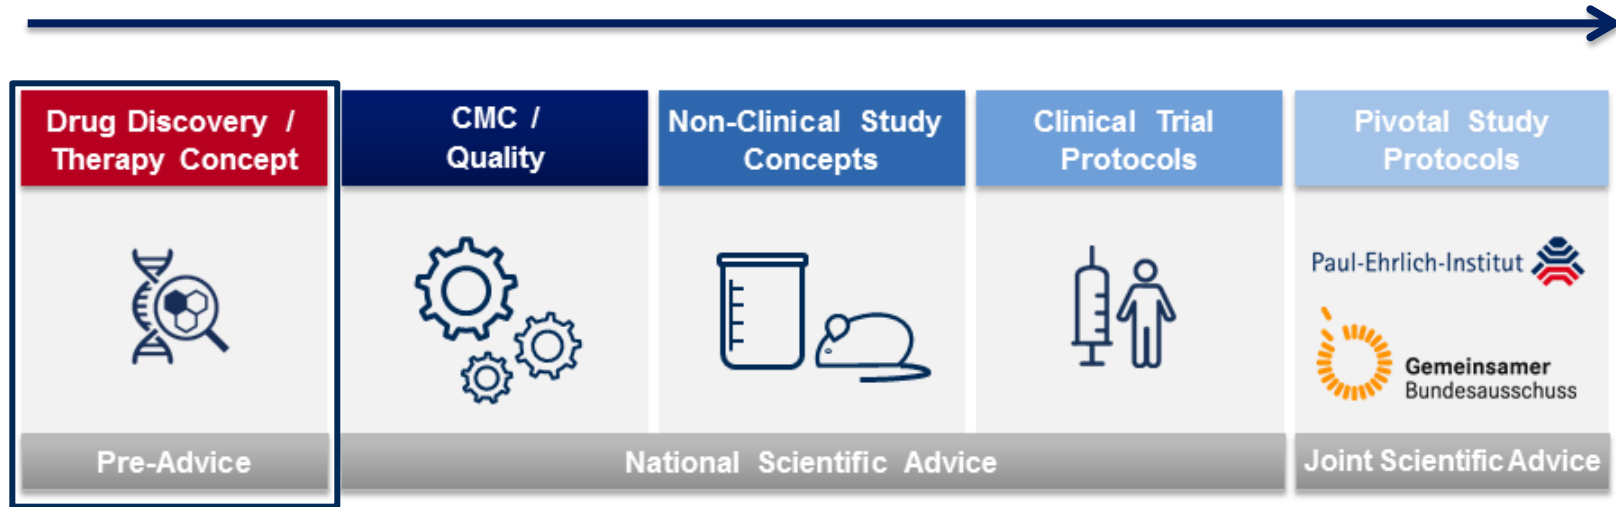 Drug Discovery /
Therapy Concept
CMC /
Quality
Non-Clinical Study
Concepts
Clinical Trial
Protocols
Pivotal Study
Protocols
Paul-Ehrlich-Institut
Gemeinsamer
Bundesausschuss
Pre-Advice
National Scientific Advice
Joint Scientific Advice